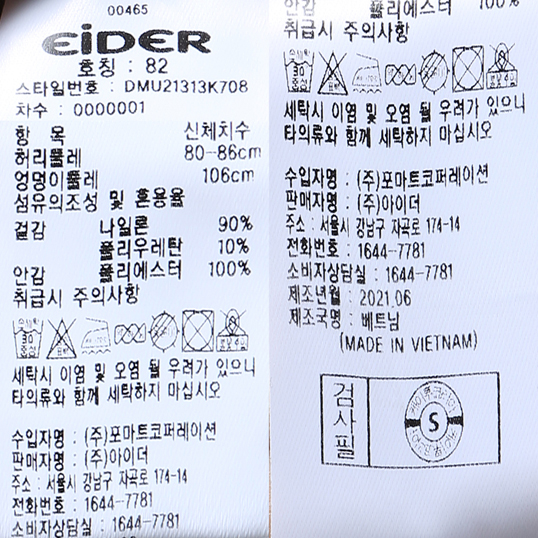 00465
EiDER
호칭 : 82
스타일번호 : DMU21313K708
차수 : 0000001
항 목 신체치수
허리둘레 80--86cm
엉덩이둘레 106cm
섬유의조성 및 혼용율
겉감 나일론 90%
폴리우레탄 10%
안감 폴리에스터 100%
취급시 주의사항
30
중성
세탁시 이염 및 오염 될 우려가 있으니
타의류와 함께 세탁하지 마십시오
수입자명 : (주)포마트코퍼레이션
판매자명 : (주)아이더
주소 : 서울시 강남구 자곡로 174-14
전화번호 : 1644-7781
소비자상담실 : 1644-7781
안감 폴리에스터 100%
취급시 주의사항
30
중성
세탁시 이염 및 오염 될 우려가 있으니
타의류와 함께 세탁하지 마십시오
수입자명 : (주)포마트코퍼레이션
판매자명 : (주)아이더
주소 : 서울시 강남구 자곡로 174-14
전화번호 : 1644-7781
소비자상담실 : 1644-7781
제조년월 : 2021.06
제조국명 : 베트남
(MADE IN VIETNAM)
검사필
S